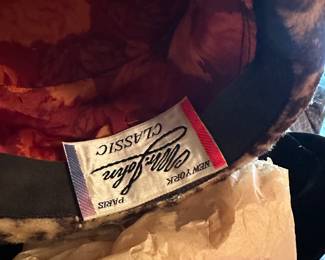 Mr. John
CLASSIC
NEW YORK
PARIS